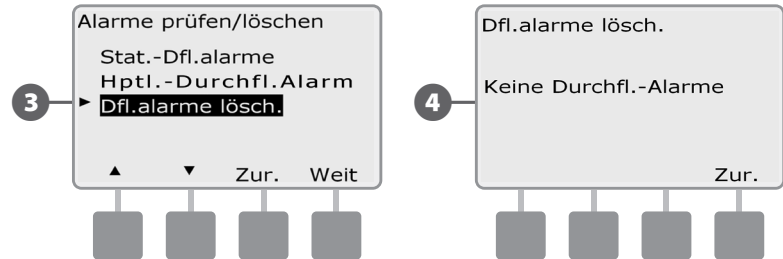 Alarme prüfen/löschen
Stat.-Dfl.alarme
Hptl.-Durchfl.Alarm
3
► Dfl.alarme lösch.
▲ ▼ Zur. Weit
Dfl.alarme lösch.
4
Keine Durchfl.-Alarme
Zur.